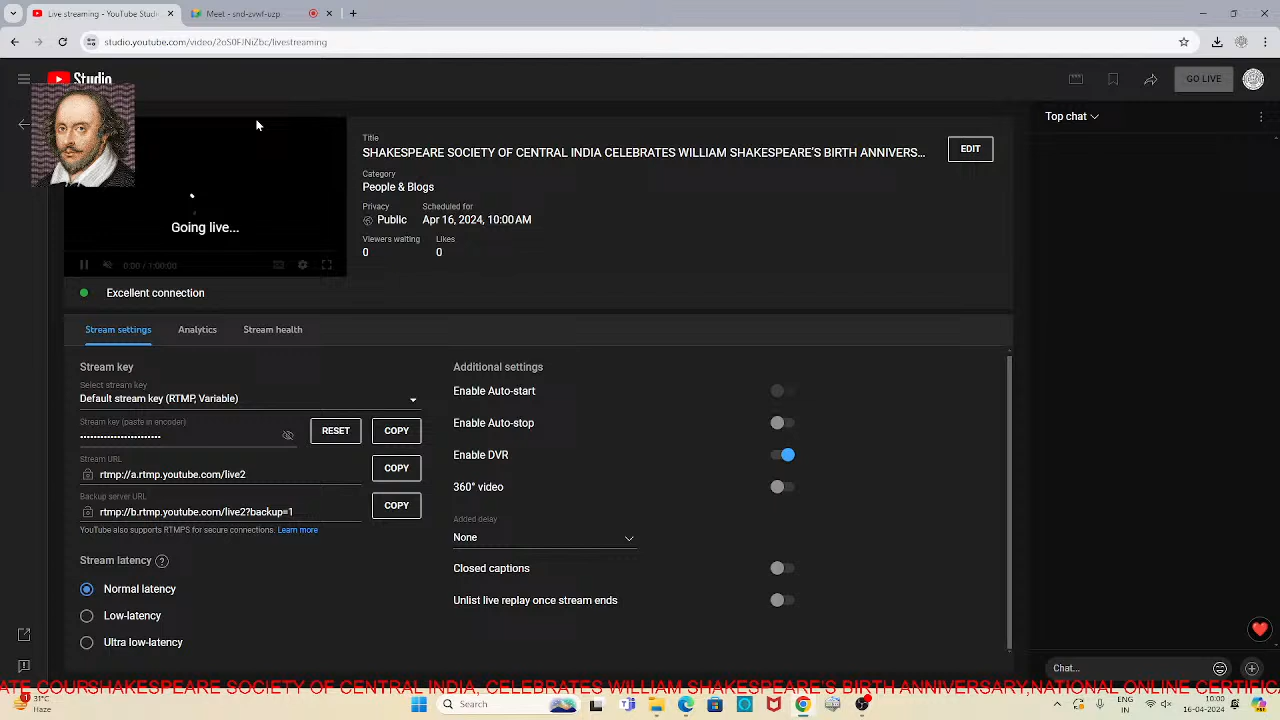 Live streaming - YouTube Studio
Meet - snd-zvwf-uzp
studio.youtube.com/video/2oS0FJNiZbc/livestreaming
Studio
GO LIVE
Going live...
0:00 / 1:00:00
Title
SHAKESPEARE SOCIETY OF CENTRAL INDIA CELEBRATES WILLIAM SHAKESPEARE'S BIRTH ANNIVERS...
EDIT
Category
People & Blogs
Privacy
Public
Scheduled for
Apr 16, 2024, 10:00 AM
Viewers waiting
0
Likes
0
Top chat
Excellent connection
Stream settings
Analytics
Stream health
Stream key
Select stream key
Default stream key (RTMP, Variable)
Stream key (paste in encoder)
RESET
COPY
Stream URL
rtmp://a.rtmp.youtube.com/live2
COPY
Backup server URL
rtmp://b.rtmp.youtube.com/live2?backup=1
COPY
YouTube also supports RTMPS for secure connections. Learn more
Stream latency ?
Normal latency
Low-latency
Ultra low-latency
Additional settings
Enable Auto-start
Enable Auto-stop
Enable DVR
360° video
Added delay
None
Closed captions
Unlist live replay once stream ends
Chat...
ATE COURSHAKESPEARE SOCIETY OF CENTRAL INDIA, CELEBRATES WILLIAM SHAKESPEARE'S BIRTH ANNIVERSARY,NATIONAL ONLINE CERTIFIC
31°C
Haze
Search
ENG
IN
10:00
16-04-2024